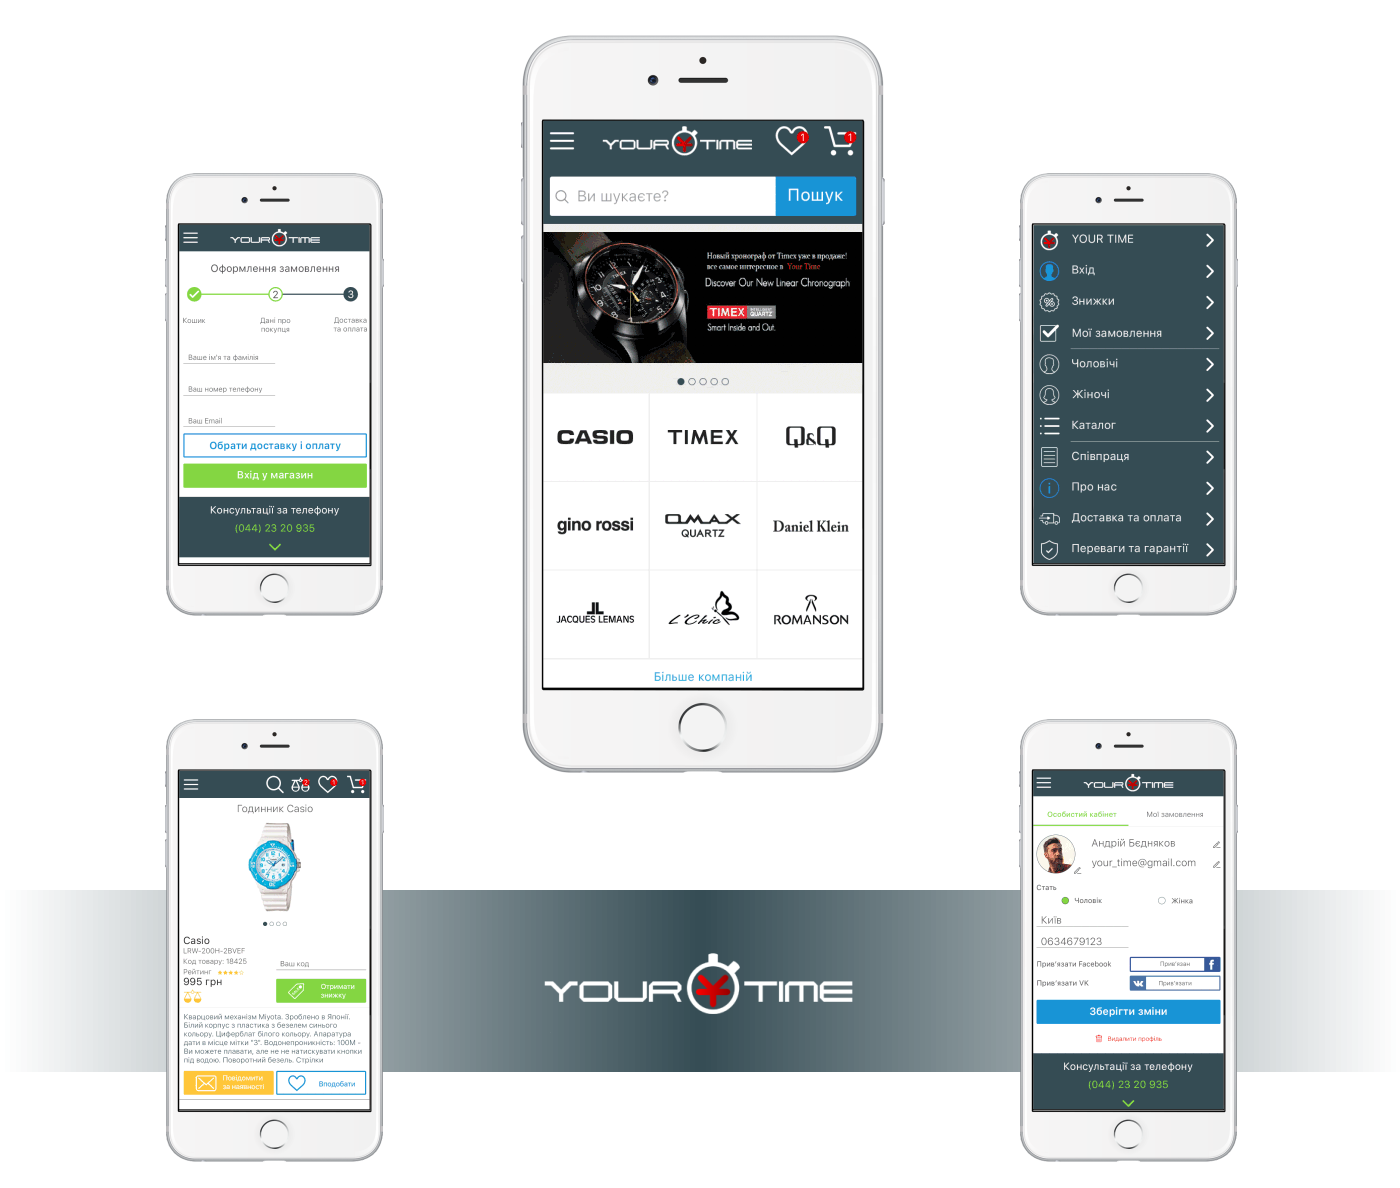 YOUR TIME
1
1
Ви шукаєте?
Пошук
Новый хронограф от Timex уже в продаже!
все самое интересное в Your Time
Discover Our New Linear Chronograph
TIMEX
QUARTZ
Smart Inside and Out.
CASIO
TIMEX
Q&Q
gino rossi
QMAX
QUARTZ
Daniel Klein
JL
JACQUES LEMANS
L'Chic
ROMANSON
Більше компаній
YOUR TIME
Оформлення замовлення
2
3
Кошик
Дані про
покупця
Доставка
та оплата
Ваше ім'я та фамілія
Ваш номер телефону
Ваш Email
Обрати доставку і оплату
Вхід у магазин
Консультації за телефону
(044) 23 20 935
YOUR TIME
Вхід
Знижки
Мої замовлення
Чоловічі
Жіночі
Каталог
Співпраця
Про нас
Доставка та оплата
Переваги та гарантії
Годинник Casio
Casio
LRW-200H-2BVEF
Код товару: 18425
Рейтинг
995 грн
Ваш код
Отримати
знижку
Кварцовий механізм Miyota. Зроблено в Японії.
Білий корпус з пластика з безелем синього
кольору. Циферблат білого кольору. Апаратура
дати в місце мітки "3". Водонепроникність: 100М -
Ви можете плавати, але не не натискувати кнопки
під водою. Поворотний безель. Стрілки
Повідомити
за наявності
Вподобати
YOUR TIME
YOUR TIME
Особистий кабінет
Мої замовлення
Андрій Бєдняков
your_time@gmail.com
Стать
Чоловік
Жінка
Київ
0634679123
Прив'язати Facebook
Прив'язан
Прив'язати VK
Прив'язати
Зберігти зміни
Видалити профіль
Консультації за телефону
(044) 23 20 935